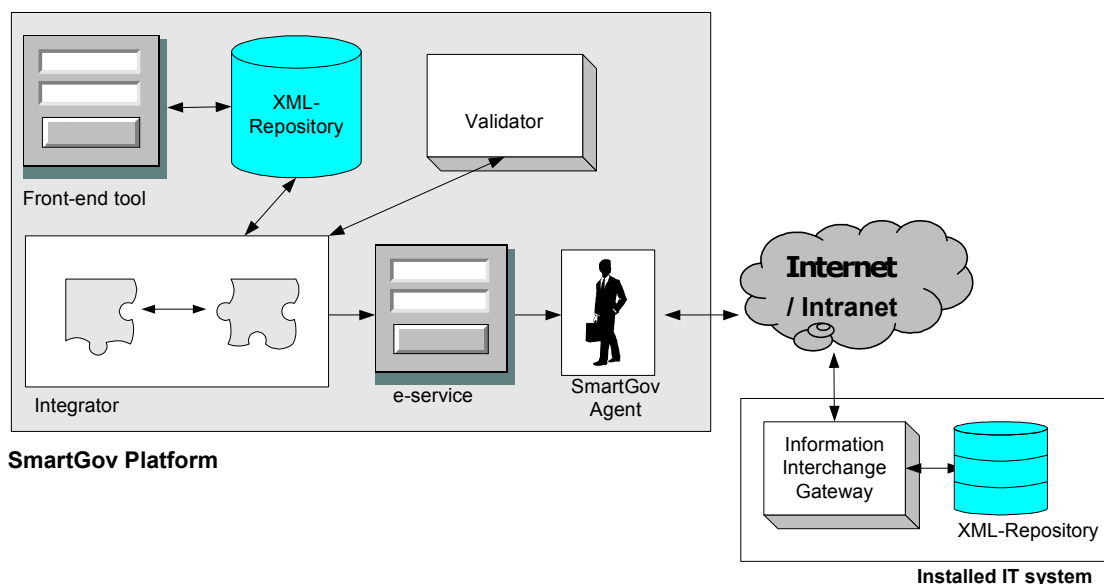 XML-
Repository
Validator
Front-end tool
Internet
/ Intranet
Integrator
e-service
SmartGov
Agent
SmartGov Platform
Information
Interchange
Gateway
XML-Repository
Installed IT system